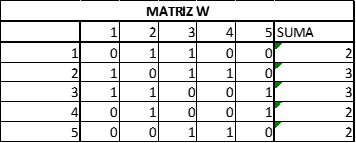 MATRIZ W
1 2 3 4 5 SUMA
1 0 1 1 0 0 2
2 1 0 1 1 0 3
3 1 1 0 0 1 3
4 0 1 0 0 1 2
5 0 0 1 1 0 2